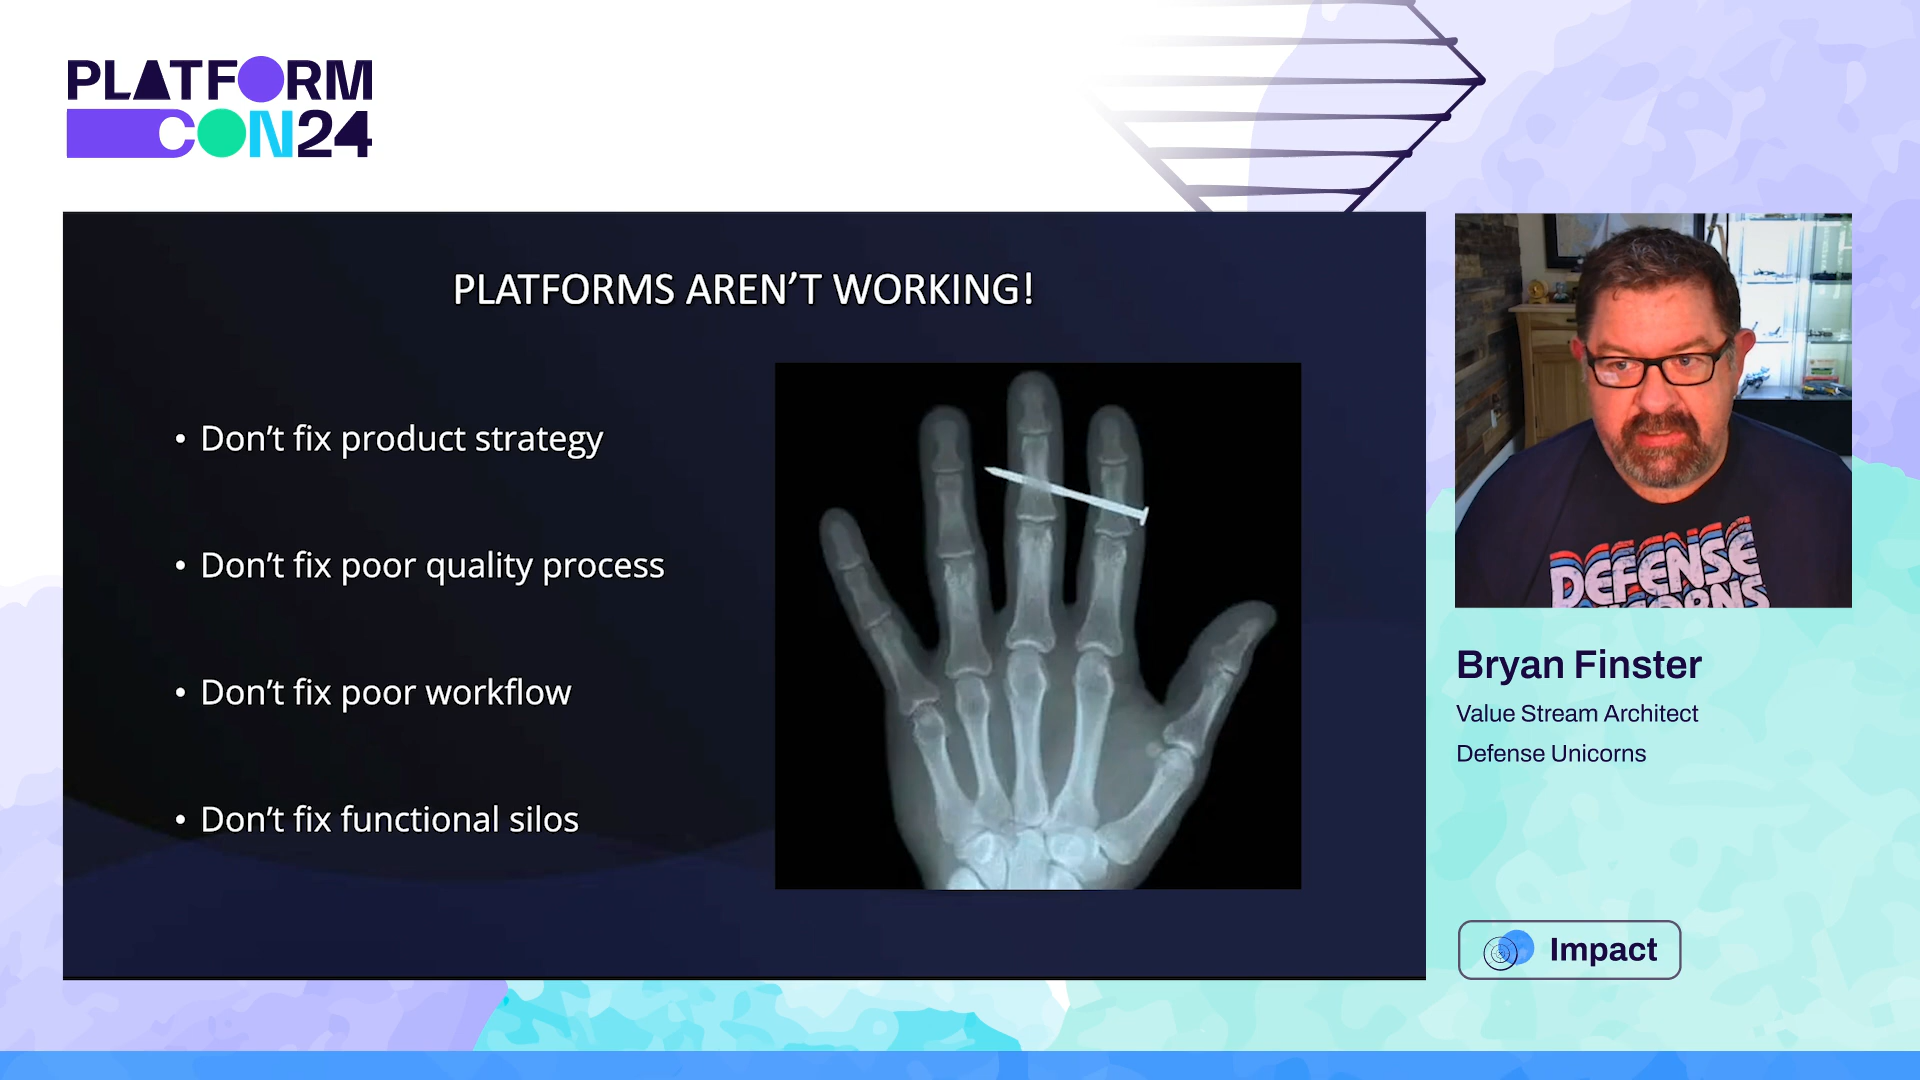 PLATFORM
CON24
PLATFORMS AREN'T WORKING!
• Don't fix product strategy
• Don't fix poor quality process
• Don't fix poor workflow
• Don't fix functional silos
DEFENSE
UNICORNS
Bryan Finster
Value Stream Architect
Defense Unicorns
Impact